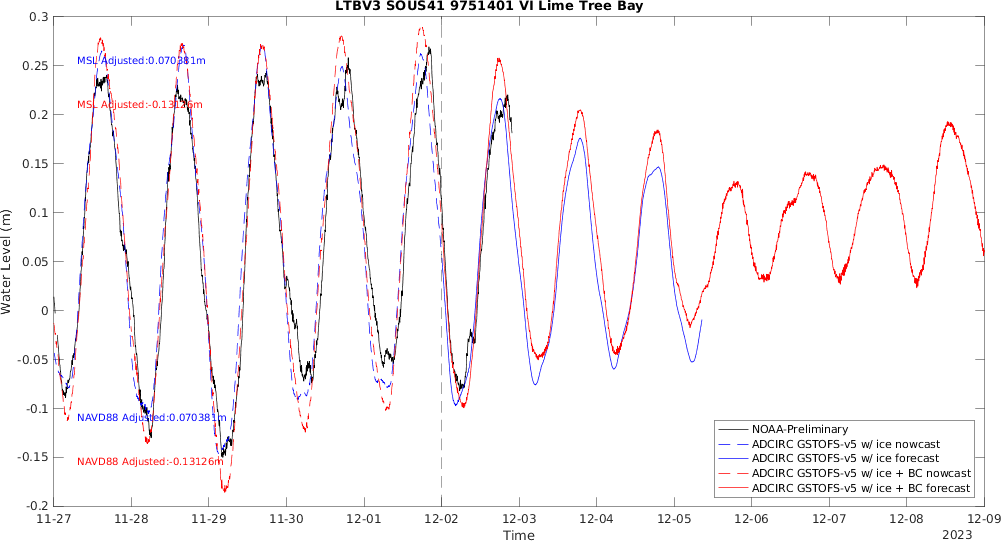 LTBV3 SOUS41 9751401 VI Lime Tree Bay
0.3
0.25
0.2
0.15
0.1
0.05
0
-0.05
-0.1
-0.15
-0.2
Water Level (m)
MSL Adjusted:0.070381m
MSL Adjusted:-0.13126m
NAVD88 Adjusted:0.070381m
NAVD88 Adjusted:-0.13126m
NOAA-Preliminary
ADCIRC GSTOFS-v5 w/ ice nowcast
ADCIRC GSTOFS-v5 w/ ice forecast
ADCIRC GSTOFS-v5 w/ ice + BC nowcast
ADCIRC GSTOFS-v5 w/ ice + BC forecast
11-27 11-28 11-29 11-30 12-01 12-02 12-03 12-04 12-05 12-06 12-07 12-08 12-09
Time
2023